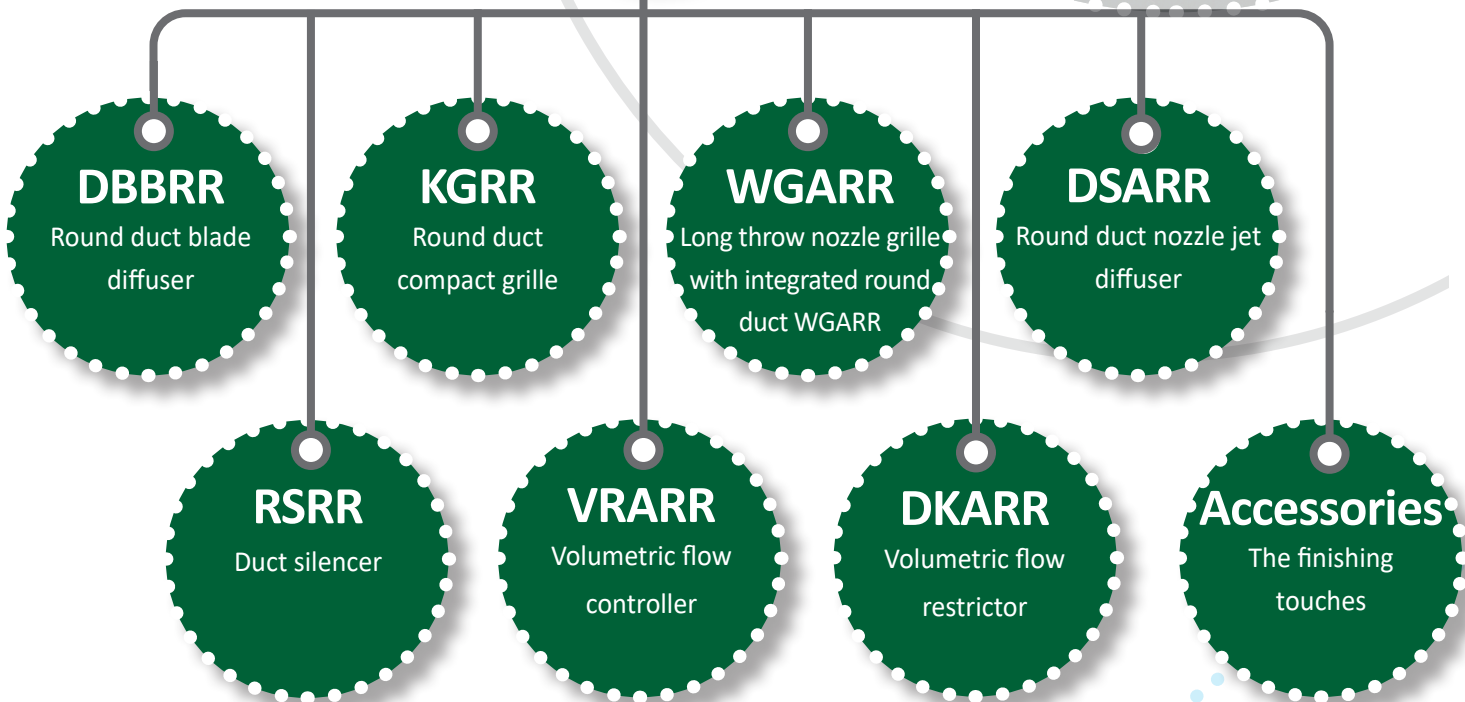 DBBRR
Round duct blade
diffuser
KGRR
Round duct
compact grille
WGARR
Long throw nozzle grille
with integrated round
duct WGARR
DSARR
Round duct nozzle jet
diffuser
RSRR
Duct silencer
VRARR
Volumetric flow
controller
DKARR
Volumetric flow
restrictor
Accessories
The finishing
touches